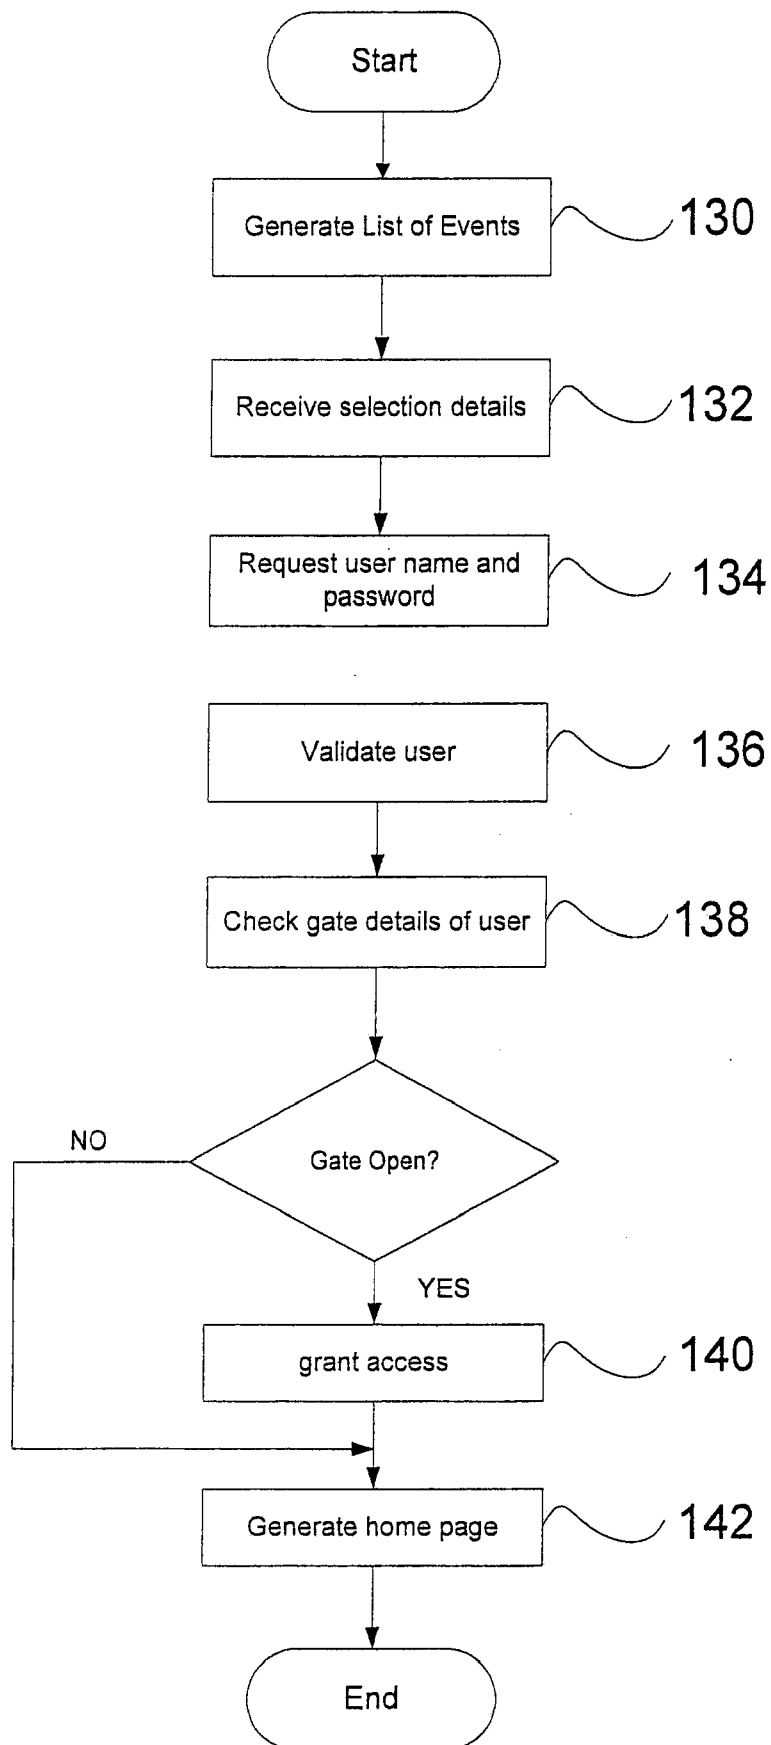 Start
Generate List of Events
130
Receive selection details
132
Request user name and
password
134
Validate user
136
Check gate details of user
138
NO
Gate Open?
YES
grant access
140
Generate home page
142
End